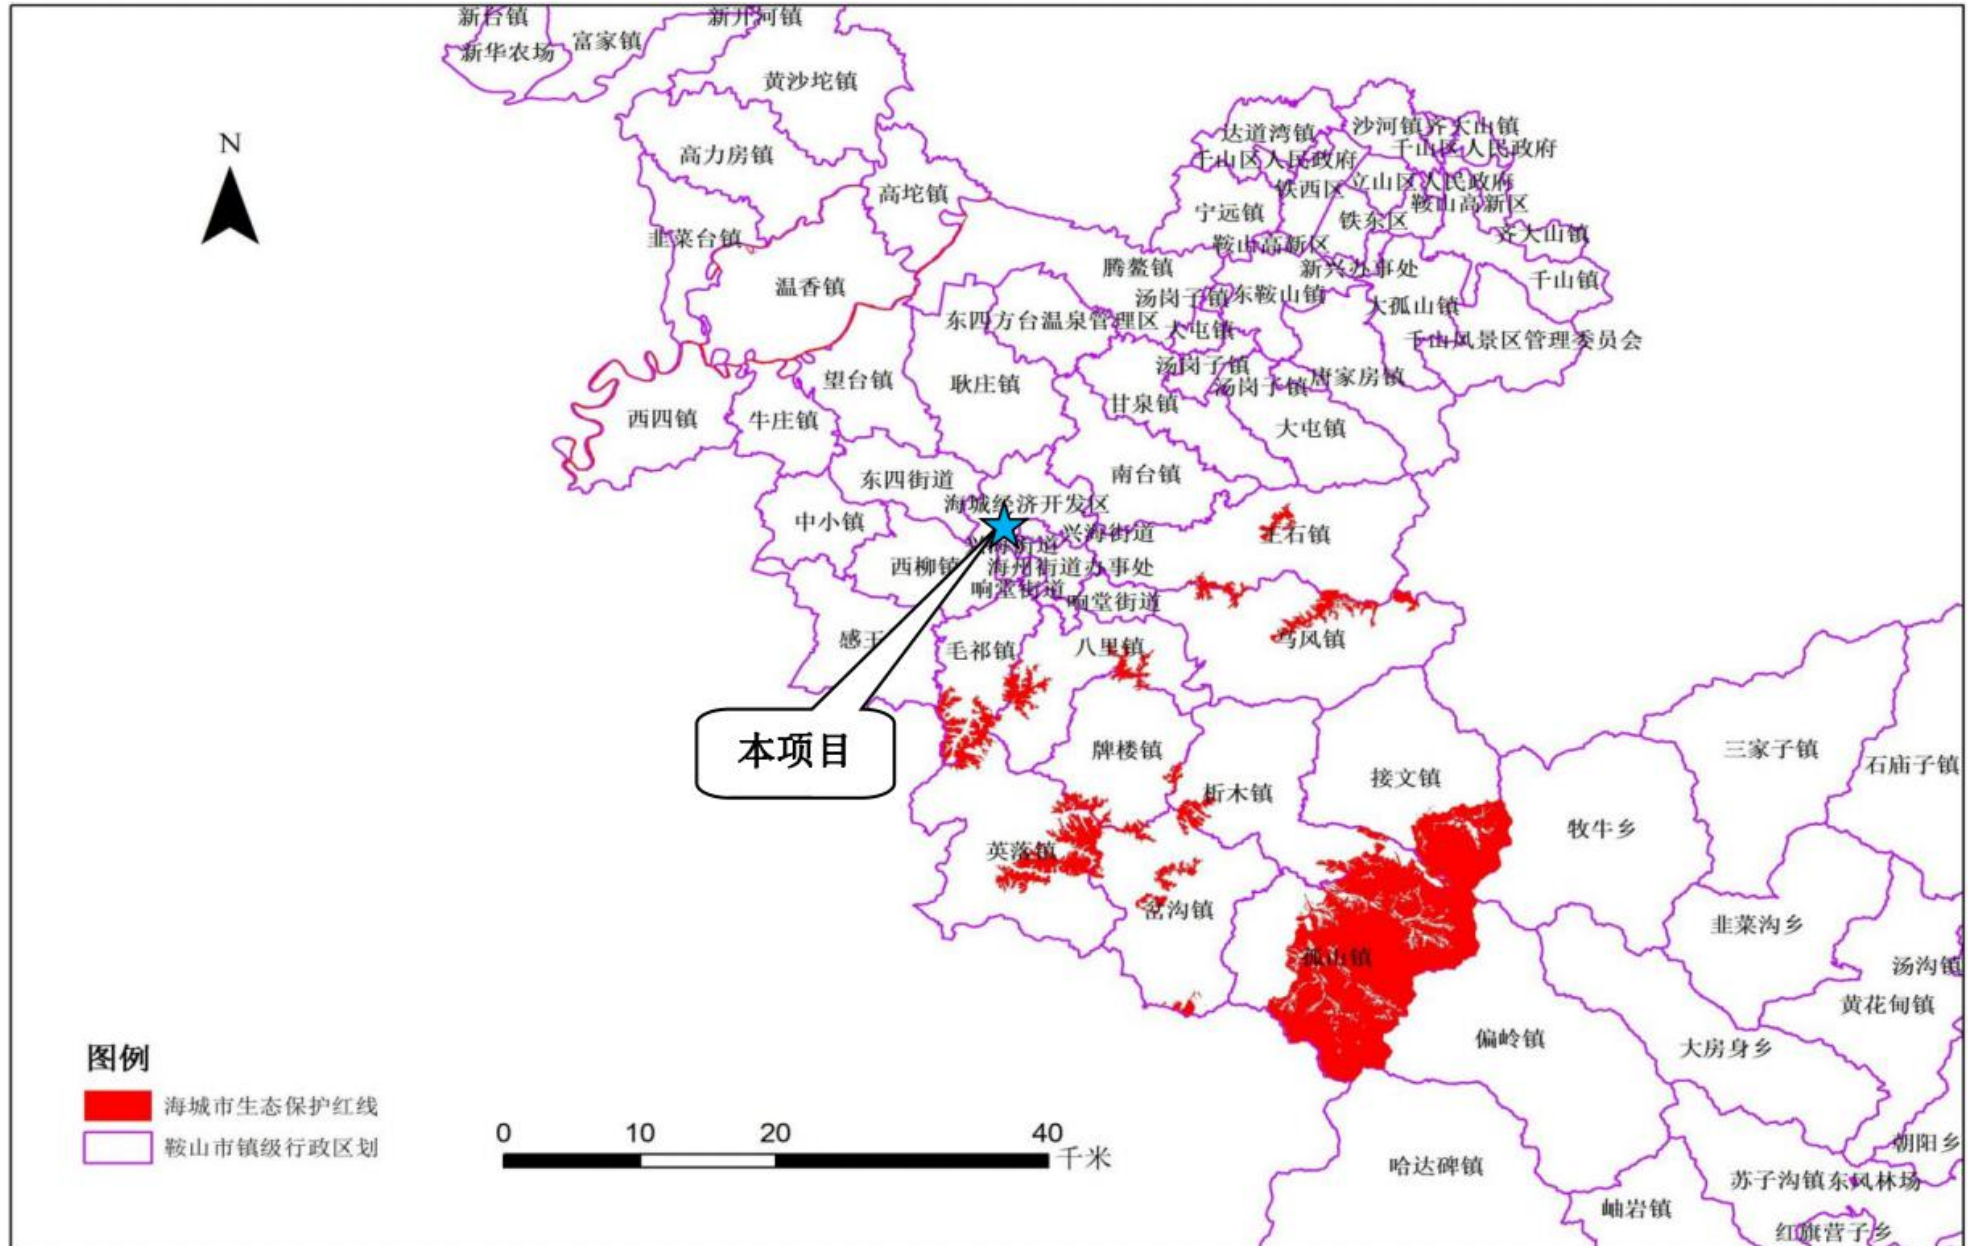 新台镇
新开河镇
新华农场
富家镇
黄沙坨镇
N
高力房镇
高坨镇
韭菜台镇
温香镇
达道湾镇
沙河镇
齐大山镇
千山区人民政府
千山区人民政府
铁西区
立山区人民政府
宁远镇
铁东区
鞍山高新区
鞍山高新区
齐大山镇
腾鳌镇
新兴办事处
千山镇
汤岗子镇
东鞍山镇
大孤山镇
东四方台温泉管理区
大屯镇
千山风景区管理委员会
望台镇
耿庄镇
汤岗子镇
汤岗子镇
唐家房镇
甘泉镇
西四镇
牛庄镇
大屯镇
东四街道
南台镇
海城经济开发区
中小镇
兴海街道
兴海街道
王石镇
西柳镇
海州街道办事处
响堂街道
响堂街道
感王
毛祁镇
八里镇
马风镇
本项目
牌楼镇
析木镇
接文镇
三家子镇
石庙子镇
牧牛乡
英落镇
岔沟镇
孤山镇
韭菜沟乡
汤沟镇
黄花甸镇
偏岭镇
大房身乡
朝阳乡
哈达碑镇
苏子沟镇
东风林场
岫岩镇
红旗营子乡
图例
海城市生态保护红线
鞍山市镇级行政区划
0 10 20 40
千米